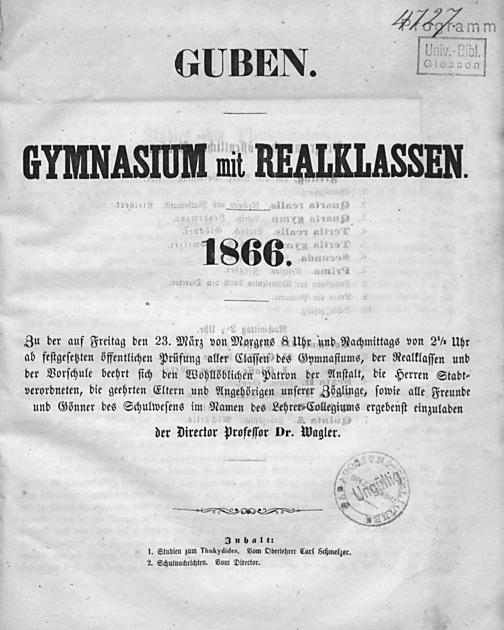 4727.
Programm
Univ.-Bibl.
Giessen
GUBEN.
GYMNASIUM mit REALKLASSEN.
1866.
Zu der auf Freitag den 23. März von Morgens 8 Uhr und Nachmittags von 2½ Uhr
ab festgesetzten öffentlichen Prüfung aller Classen des Gymnasiums, der Realklassen und
der Vorschule beehrt sich den Wohllöblichen Patron der Anstalt, die Herren Stadt-
verordneten, die geehrten Eltern und Angehörigen unserer Zöglinge, sowie alle Freunde
und Gönner des Schulwesens im Namen des Lehrer-Collegiums ergebenst einzuladen
der Director Professor Dr. Wagler.
Ungültig
Inhalt:
1. Studien zum Thukydides. Vom Oberlehrer Carl Schmelzer.
2. Schulnachrichten. Vom Director.